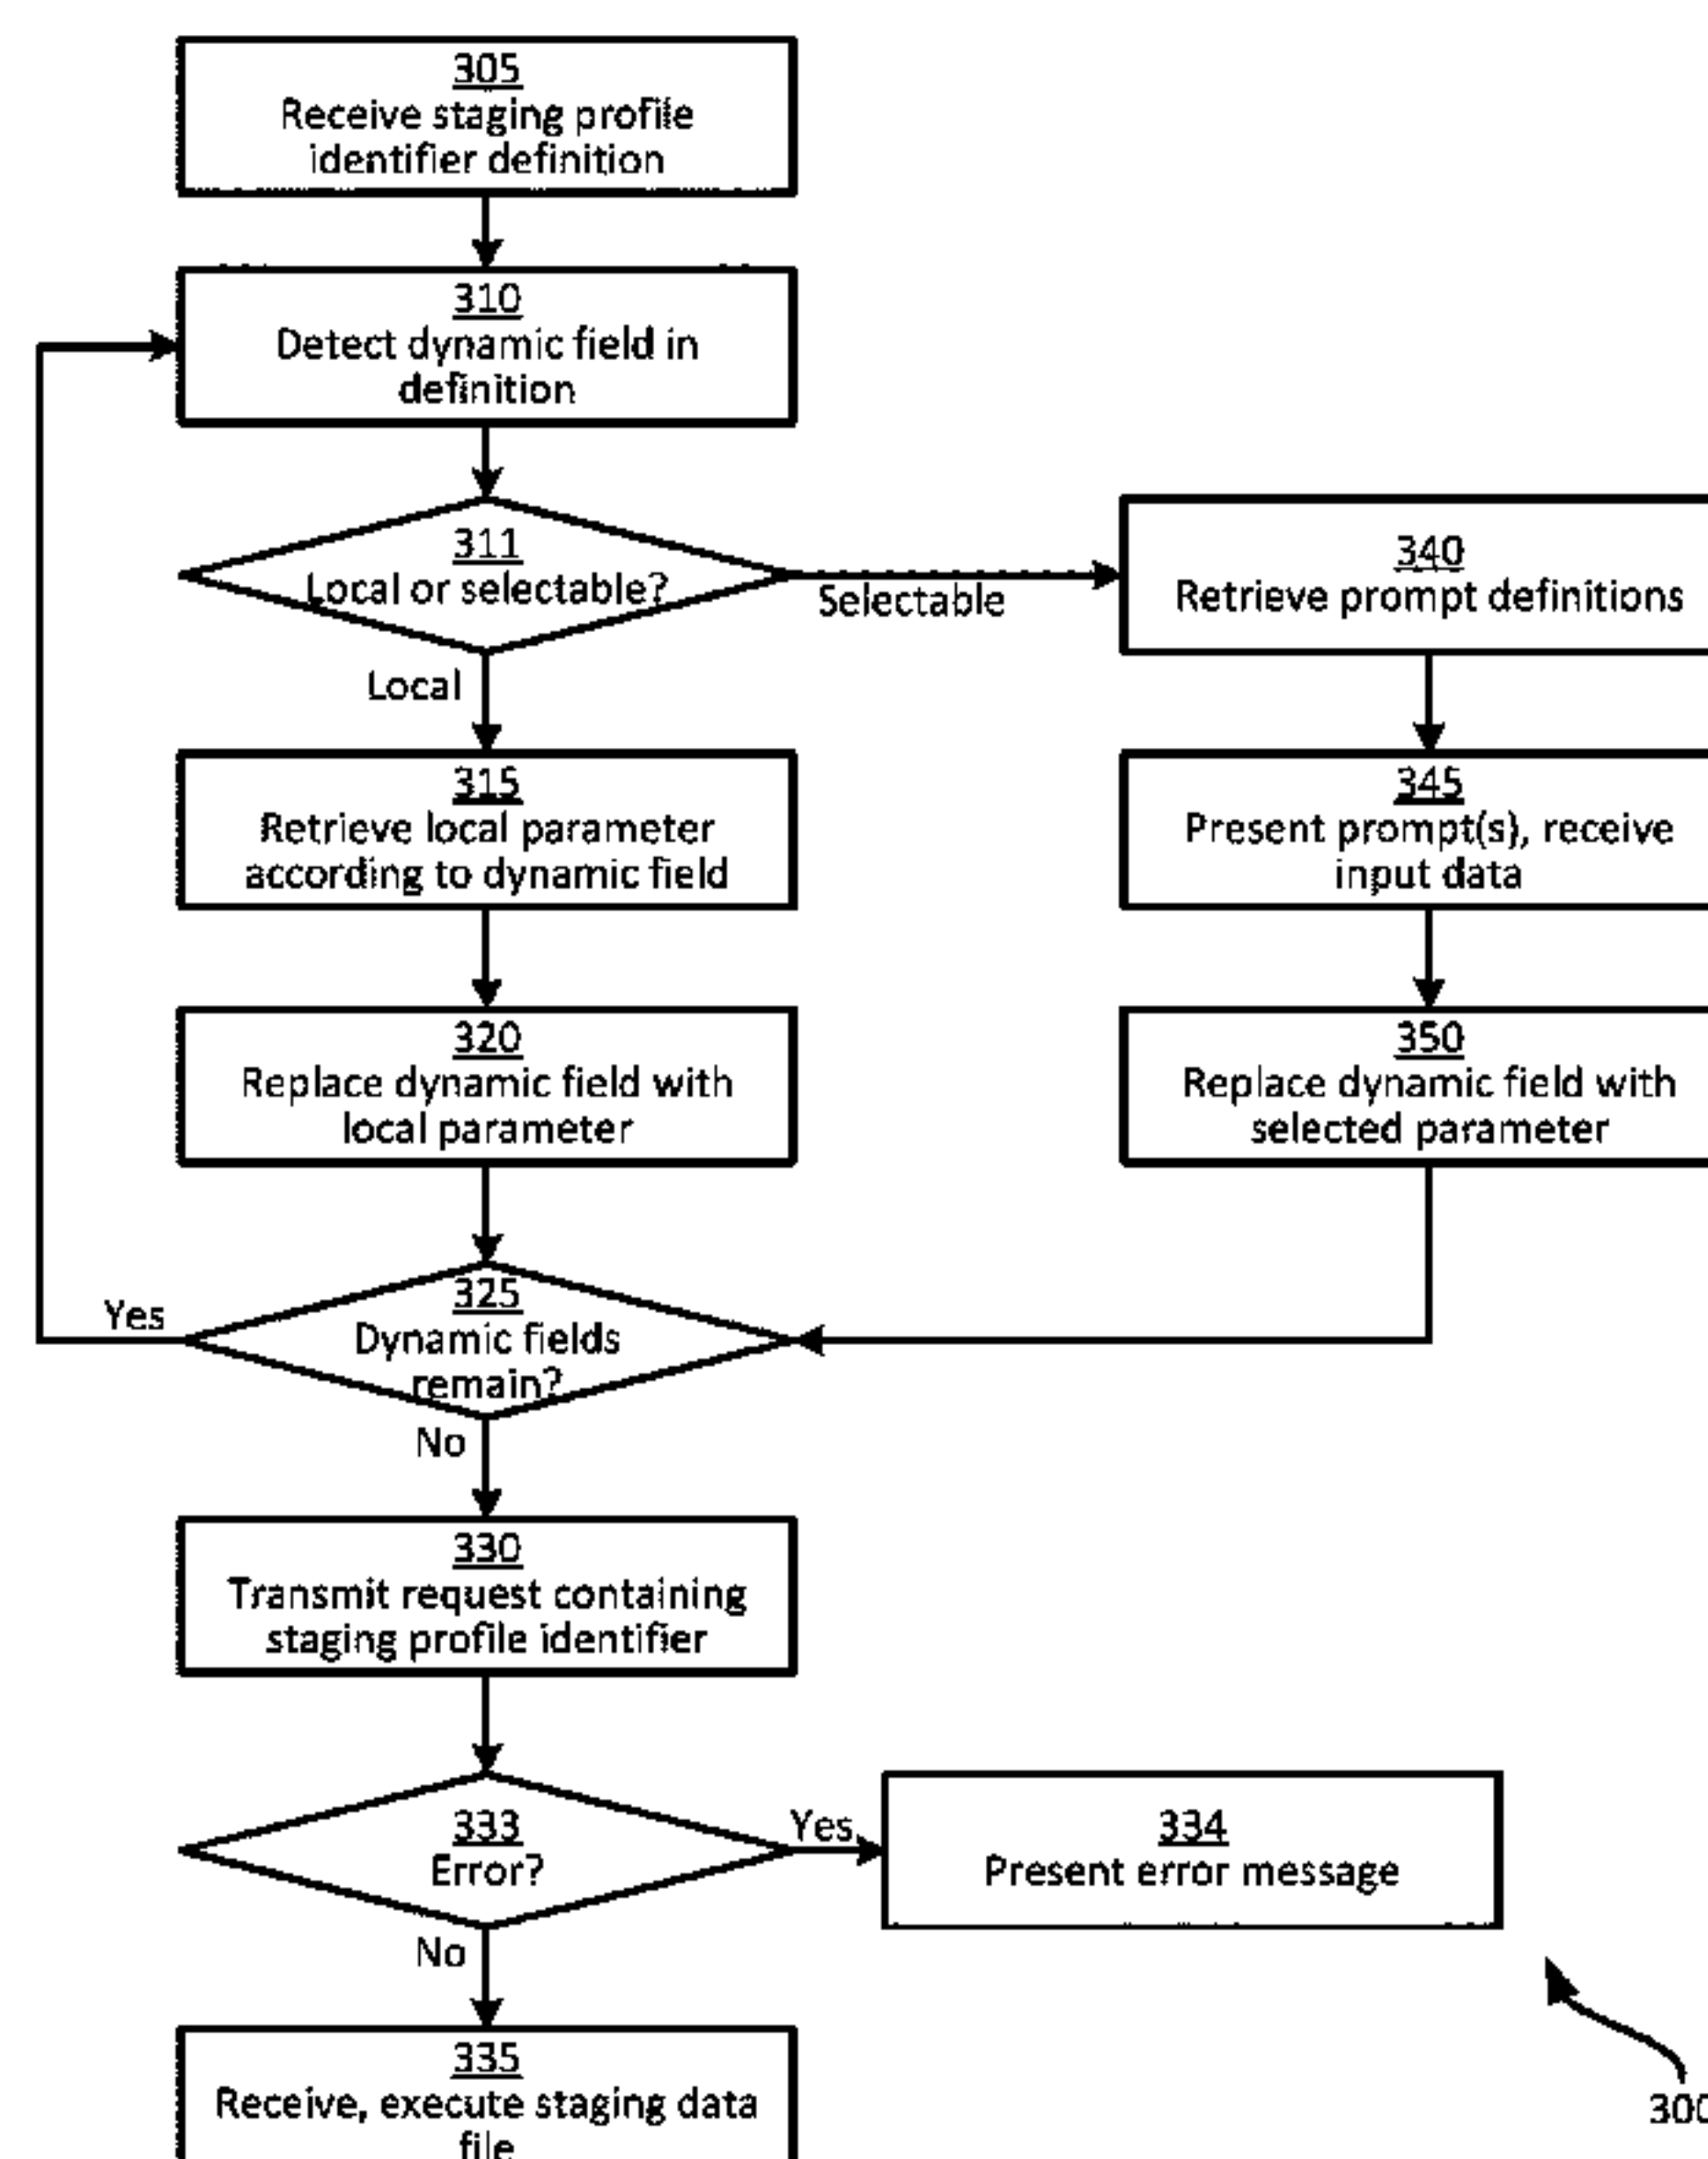 305
Receive staging profile
identifier definition
310
Detect dynamic field in
definition
311
Local or selectable?
Selectable
Local
340
Retrieve prompt definitions
315
Retrieve local parameter
according to dynamic field
345
Present prompt(s), receive
input data
320
Replace dynamic field with
local parameter
350
Replace dynamic field with
selected parameter
325
Dynamic fields
remain?
Yes
No
330
Transmit request containing
staging profile identifier
333
Error?
Yes
334
Present error message
No
335
Receive, execute staging data
file
300